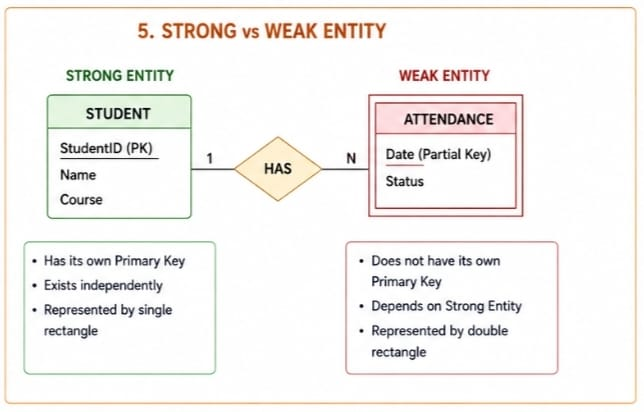 5. STRONG vs WEAK ENTITY
STRONG ENTITY
STUDENT
StudentID (PK)
Name
Course
1
HAS
N
WEAK ENTITY
ATTENDANCE
Date (Partial Key)
Status
• Has its own Primary Key
• Exists independently
• Represented by single
rectangle
• Does not have its own
Primary Key
• Depends on Strong Entity
• Represented by double
rectangle